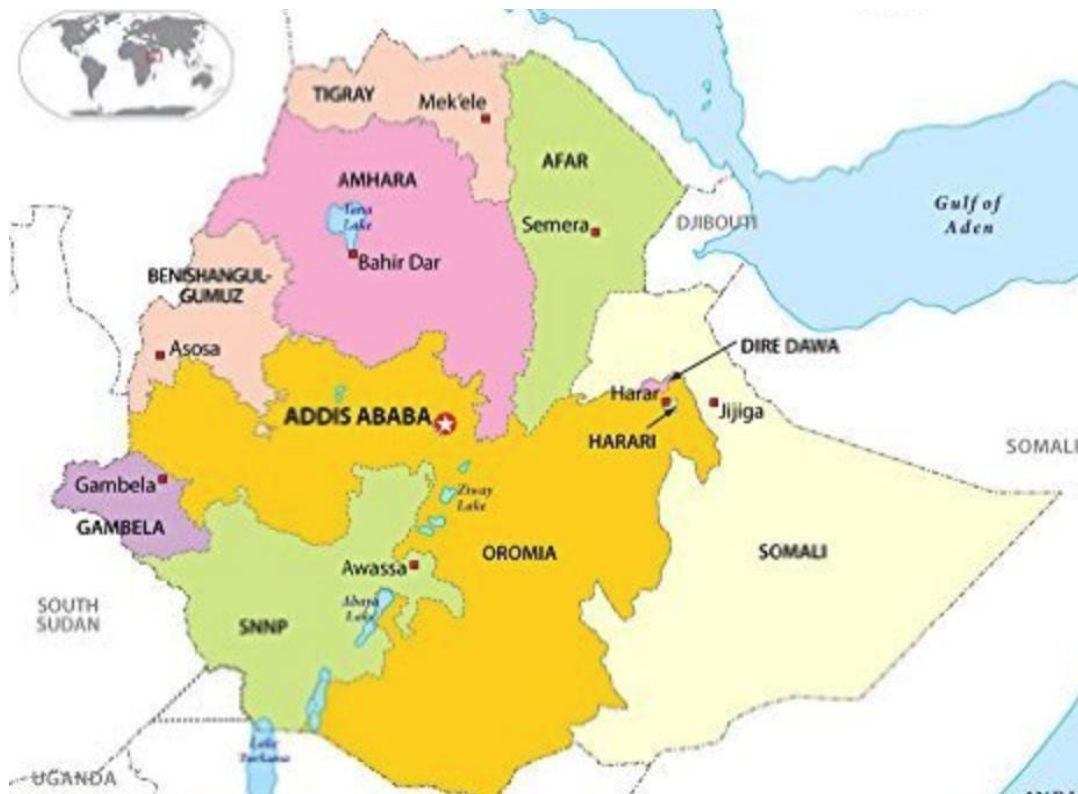 TIGRAY
Mek'ele
AFAR
AMHARA
Tana
Lake
Semera
DJIBOUTI
Gulf of
Aden
Bahir Dar
BENISHANGUL-
GUMUZ
Asosa
DIRE DAWA
Harar
Jijiga
ADDIS ABABA
HARARI
SOMALI
Gambela
Ziway
Lake
GAMBELA
OROMIA
SOMALI
Awassa
Abaya
Lake
SOUTH
SUDAN
SNNP
Lake
Turkana
UGANDA